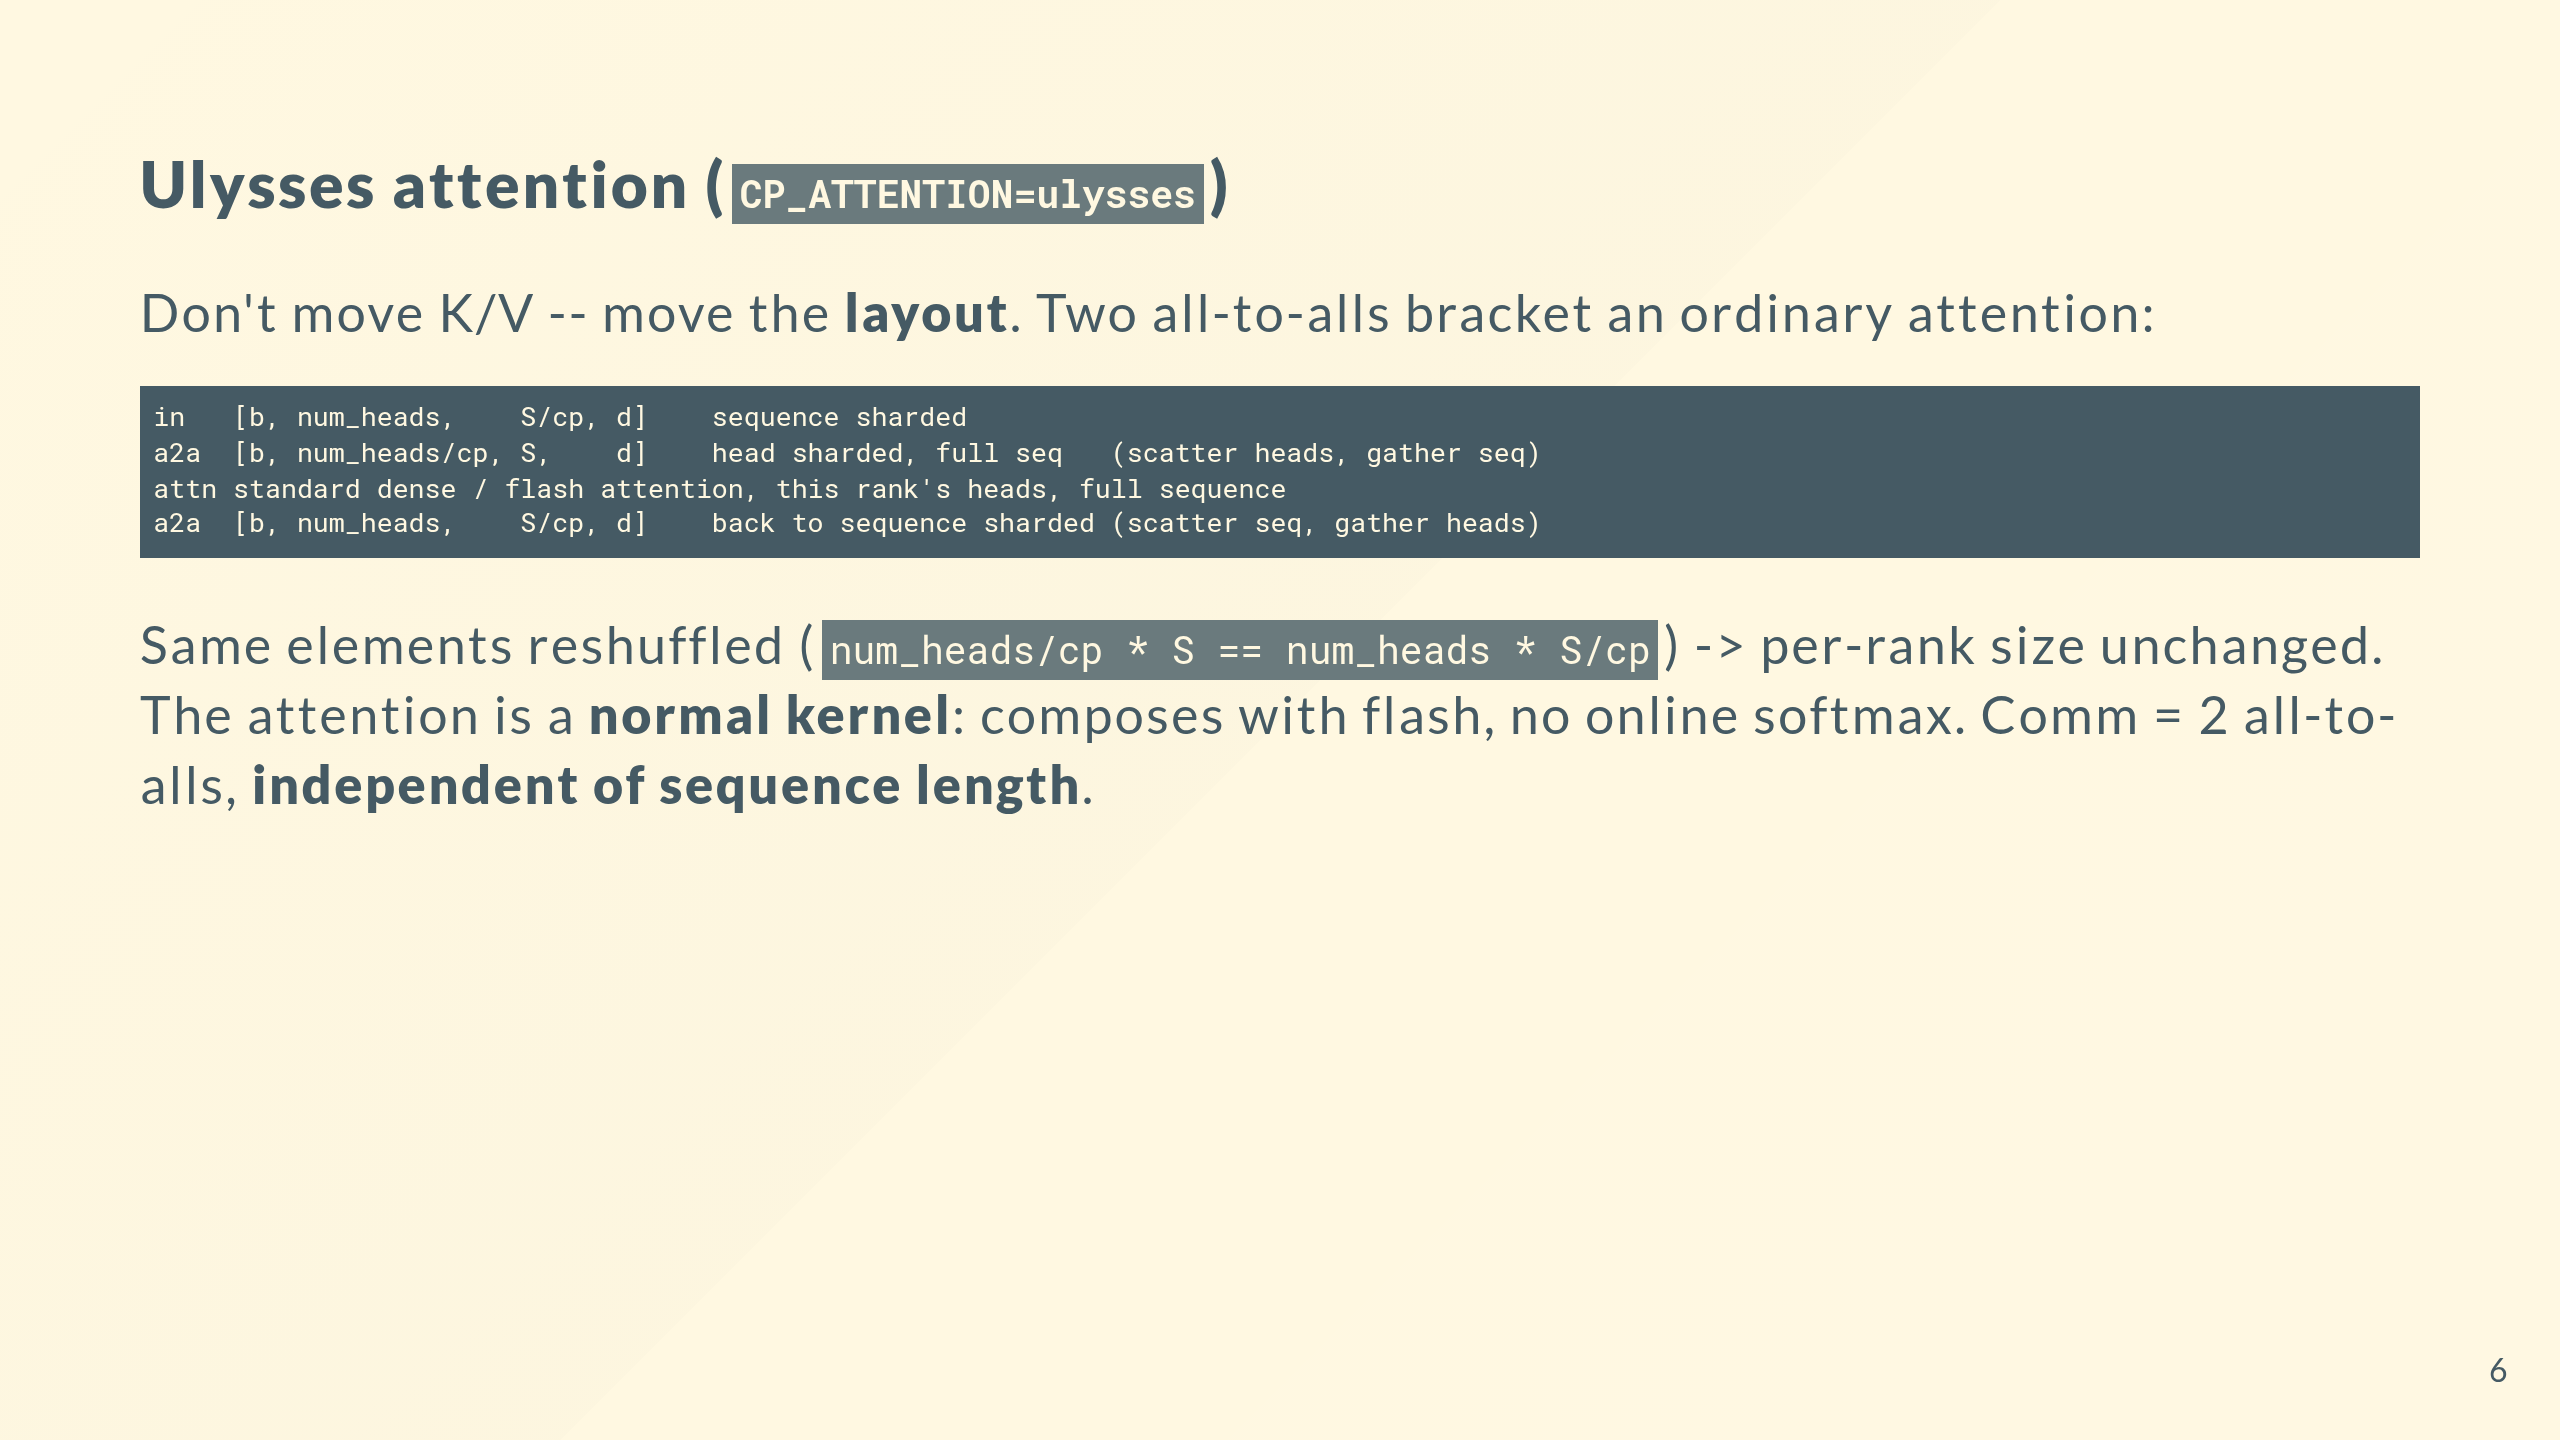 Ulysses attention (CP_ATTENTION=ulysses)
Don't move K/V -- move the layout. Two all-to-alls bracket an ordinary attention:
in   [b, num_heads,    S/cp, d]    sequence sharded
a2a  [b, num_heads/cp, S,    d]    head sharded, full seq   (scatter heads, gather seq)
attn standard dense / flash attention, this rank's heads, full sequence
a2a  [b, num_heads,    S/cp, d]    back to sequence sharded (scatter seq, gather heads)
Same elements reshuffled (num_heads/cp * S == num_heads * S/cp) -> per-rank size unchanged.
The attention is a normal kernel: composes with flash, no online softmax. Comm = 2 all-to-
alls, independent of sequence length.
6